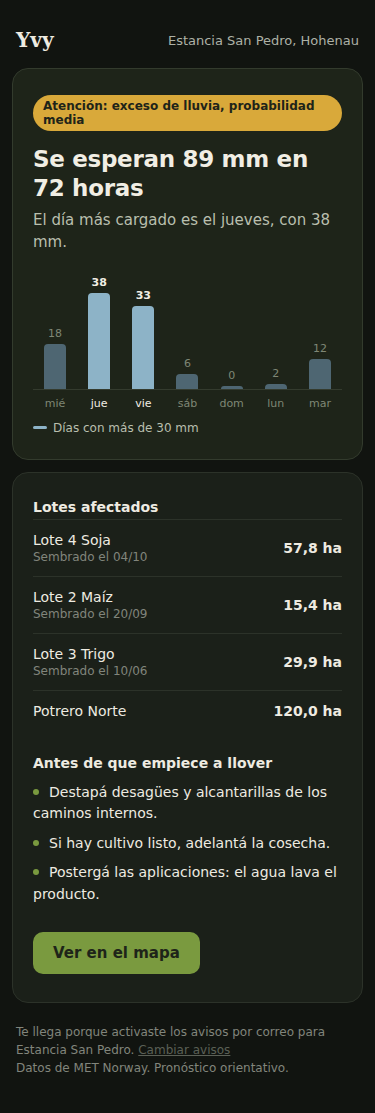 Yvy
Estancia San Pedro, Hohenau
Atención: exceso de lluvia, probabilidad
media
Se esperan 89 mm en
72 horas
El día más cargado es el jueves, con 38
mm.
18
38
33
6
0
2
12
mié
jue
vie
sáb
dom
lun
mar
Días con más de 30 mm
Lotes afectados
Lote 4 Soja
Sembrado el 04/10
57,8 ha
Lote 2 Maíz
Sembrado el 20/09
15,4 ha
Lote 3 Trigo
Sembrado el 10/06
29,9 ha
Potrero Norte
120,0 ha
Antes de que empiece a llover
Destapá desagües y alcantarillas de los
caminos internos.
Si hay cultivo listo, adelantá la cosecha.
Postergá las aplicaciones: el agua lava el
producto.
Ver en el mapa
Te llega porque activaste los avisos por correo para
Estancia San Pedro. Cambiar avisos
Datos de MET Norway. Pronóstico orientativo.